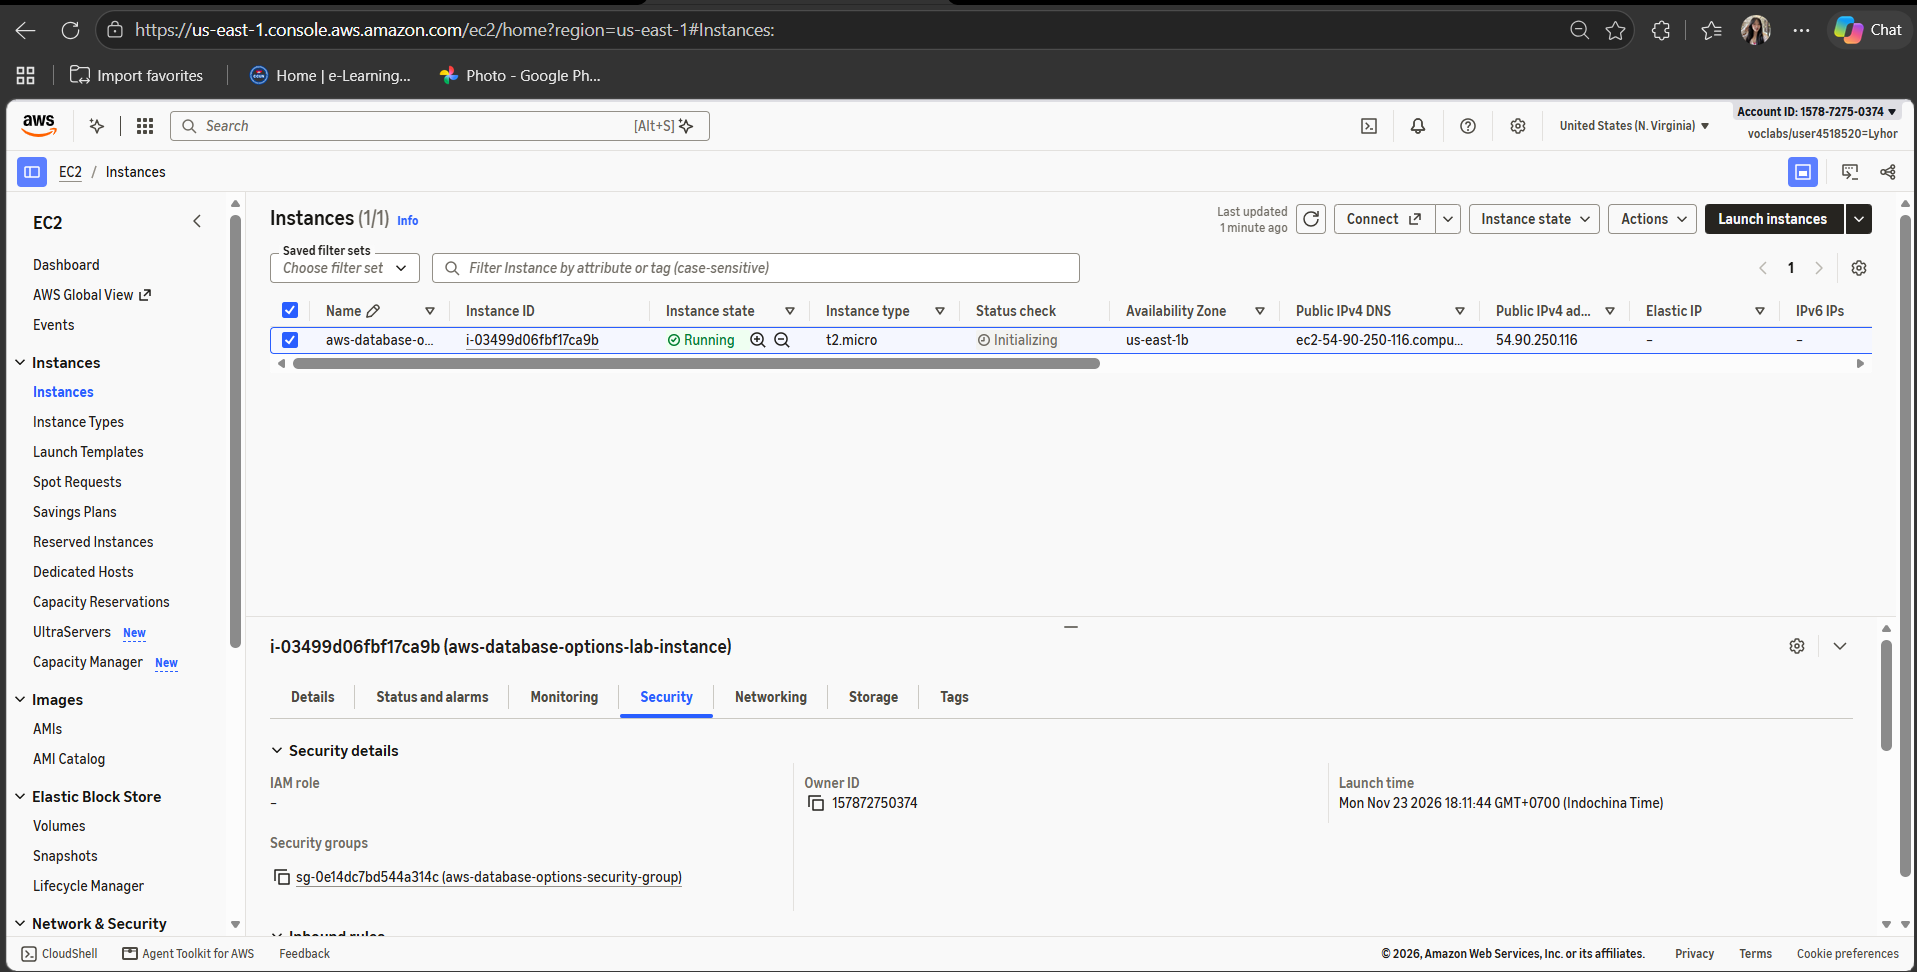 https://us-east-1.console.aws.amazon.com/ec2/home?region=us-east-1#Instances:
Chat
Import favorites
Home | e-Learning...
Photo - Google Ph...
aws
Search
[Alt+S]
United States (N. Virginia)
Account ID: 1578-7275-0374
voclabs/user4518520=Lyhor
EC2 / Instances
EC2
Dashboard
AWS Global View
Events
Instances
Instances
Instance Types
Launch Templates
Spot Requests
Savings Plans
Reserved Instances
Dedicated Hosts
Capacity Reservations
UltraServers New
Capacity Manager New
Images
AMIs
AMI Catalog
Elastic Block Store
Volumes
Snapshots
Lifecycle Manager
Network & Security
Instances (1/1) Info
Last updated
1 minute ago
Connect
Instance state
Actions
Launch instances
Saved filter sets
Choose filter set
Filter Instance by attribute or tag (case-sensitive)
1
Name Instance ID Instance state Instance type Status check Availability Zone Public IPv4 DNS Public IPv4 ad... Elastic IP IPv6 IPs
aws-database-o... i-03499d06fbf17ca9b Running t2.micro Initializing us-east-1b ec2-54-90-250-116.compu... 54.90.250.116 – –
i-03499d06fbf17ca9b (aws-database-options-lab-instance)
Details
Status and alarms
Monitoring
Security
Networking
Storage
Tags
Security details
IAM role
–
Owner ID
157872750374
Launch time
Mon Nov 23 2026 18:11:44 GMT+0700 (Indochina Time)
Security groups
sg-0e14dc7bd544a314c (aws-database-options-security-group)
Inbound rules
CloudShell
Agent Toolkit for AWS
Feedback
© 2026, Amazon Web Services, Inc. or its affiliates.
Privacy
Terms
Cookie preferences